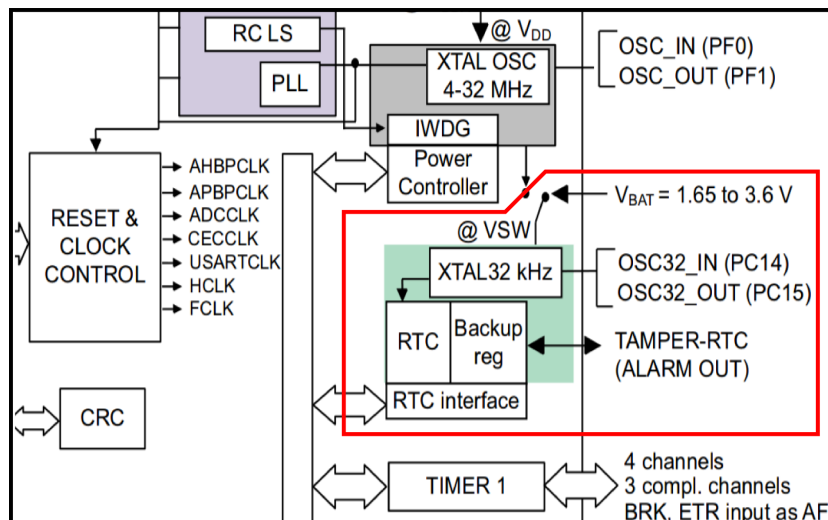 @ VDD
RC LS
PLL
XTAL OSC
4-32 MHz
OSC_IN (PF0)
OSC_OUT (PF1)
IWDG
Power
Controller
RESET &
CLOCK
CONTROL
AHBPCLK
APBPCLK
ADCCLK
CECCLK
USARTCLK
HCLK
FCLK
VBAT = 1.65 to 3.6 V
@ VSW
XTAL32 kHz
OSC32_IN (PC14)
OSC32_OUT (PC15)
RTC
Backup
reg
TAMPER-RTC
(ALARM OUT)
RTC interface
CRC
TIMER 1
4 channels
3 compl. channels
BRK, ETR input as AF